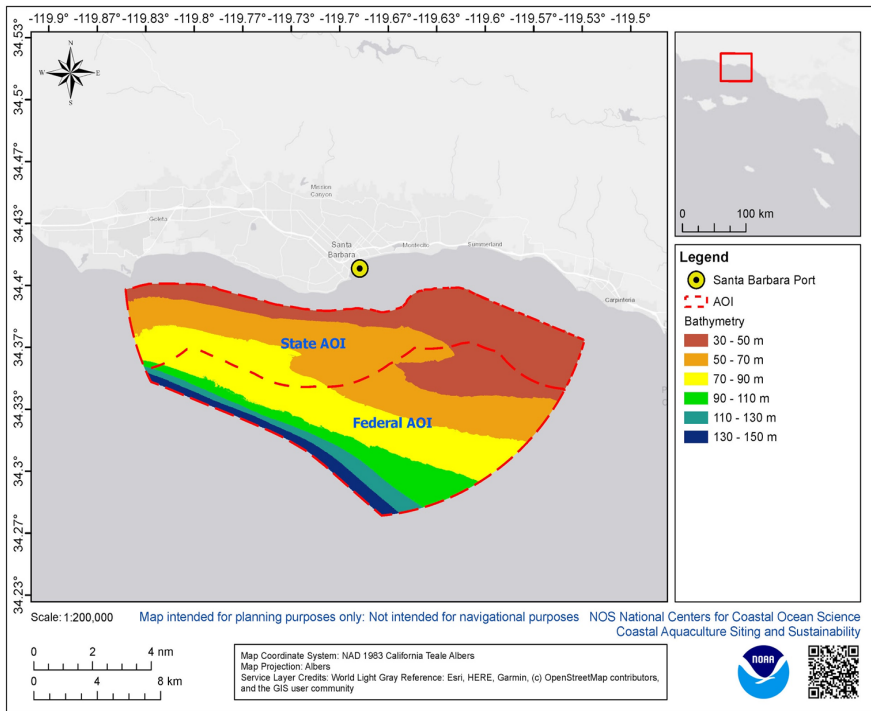 -119.9° -119.87° -119.83° -119.8° -119.77° -119.73° -119.7° -119.67° -119.63° -119.6° -119.57° -119.53° -119.5°
34.53°
34.5°
34.47°
34.43°
34.4°
34.37°
34.33°
34.3°
34.27°
34.23°
N
W E
S
Mission
Canyon
Goleta
Santa
Barbara
Montecito
Summerland
Carpinteria
State AOI
Federal AOI
0 100 km
Legend
Santa Barbara Port
AOI
Bathymetry
30 - 50 m
50 - 70 m
70 - 90 m
90 - 110 m
110 - 130 m
130 - 150 m
Scale: 1:200,000
Map intended for planning purposes only: Not intended for navigational purposes
NOS National Centers for Coastal Ocean Science
Coastal Aquaculture Siting and Sustainability
0 2 4 nm
0 4 8 km
Map Coordinate System: NAD 1983 California Teale Albers
Map Projection: Albers
Service Layer Credits: World Light Gray Reference: Esri, HERE, Garmin, (c) OpenStreetMap contributors,
and the GIS user community
NOAA